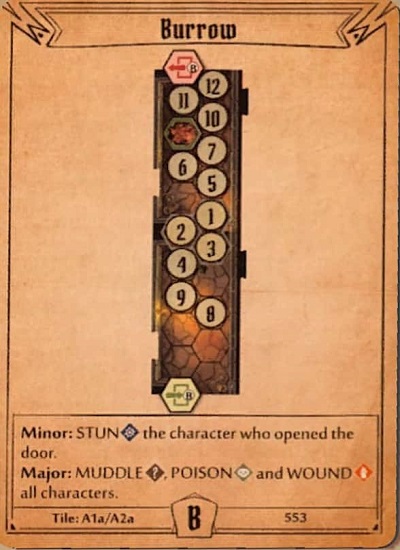 Burrow
B
12
11
10
7
6
5
1
2
3
4
9
8
B
Minor: STUN the character who opened the
door.
Major: MUDDLE ?, POISON and WOUND
all characters.
Tile: A1a/A2a B 553